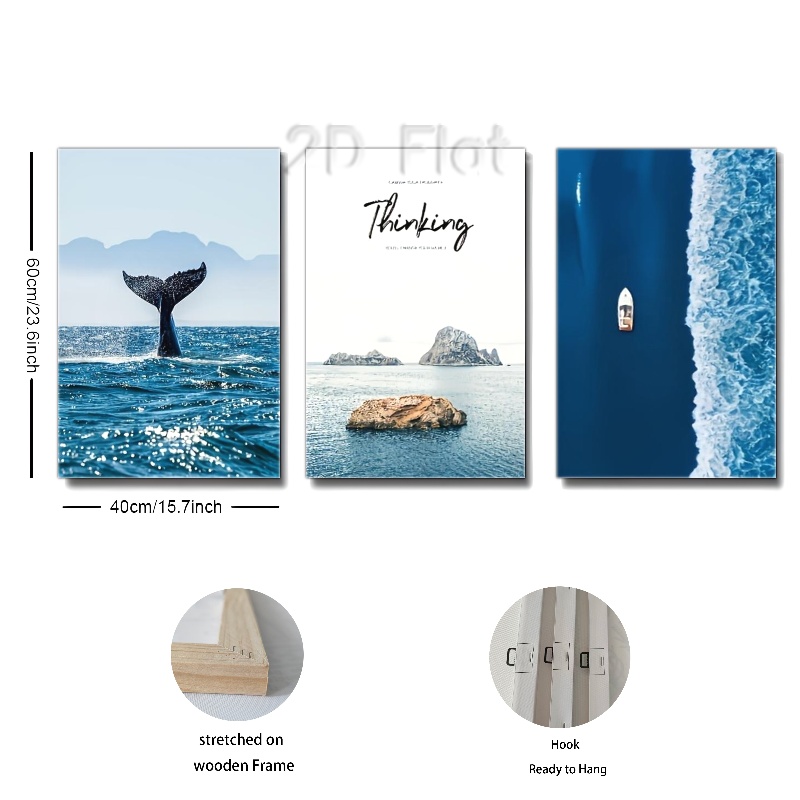 2D Flat
Thinking
60cm/23.6inch
40cm/15.7inch
stretched on
wooden Frame
Hook
Ready to Hang